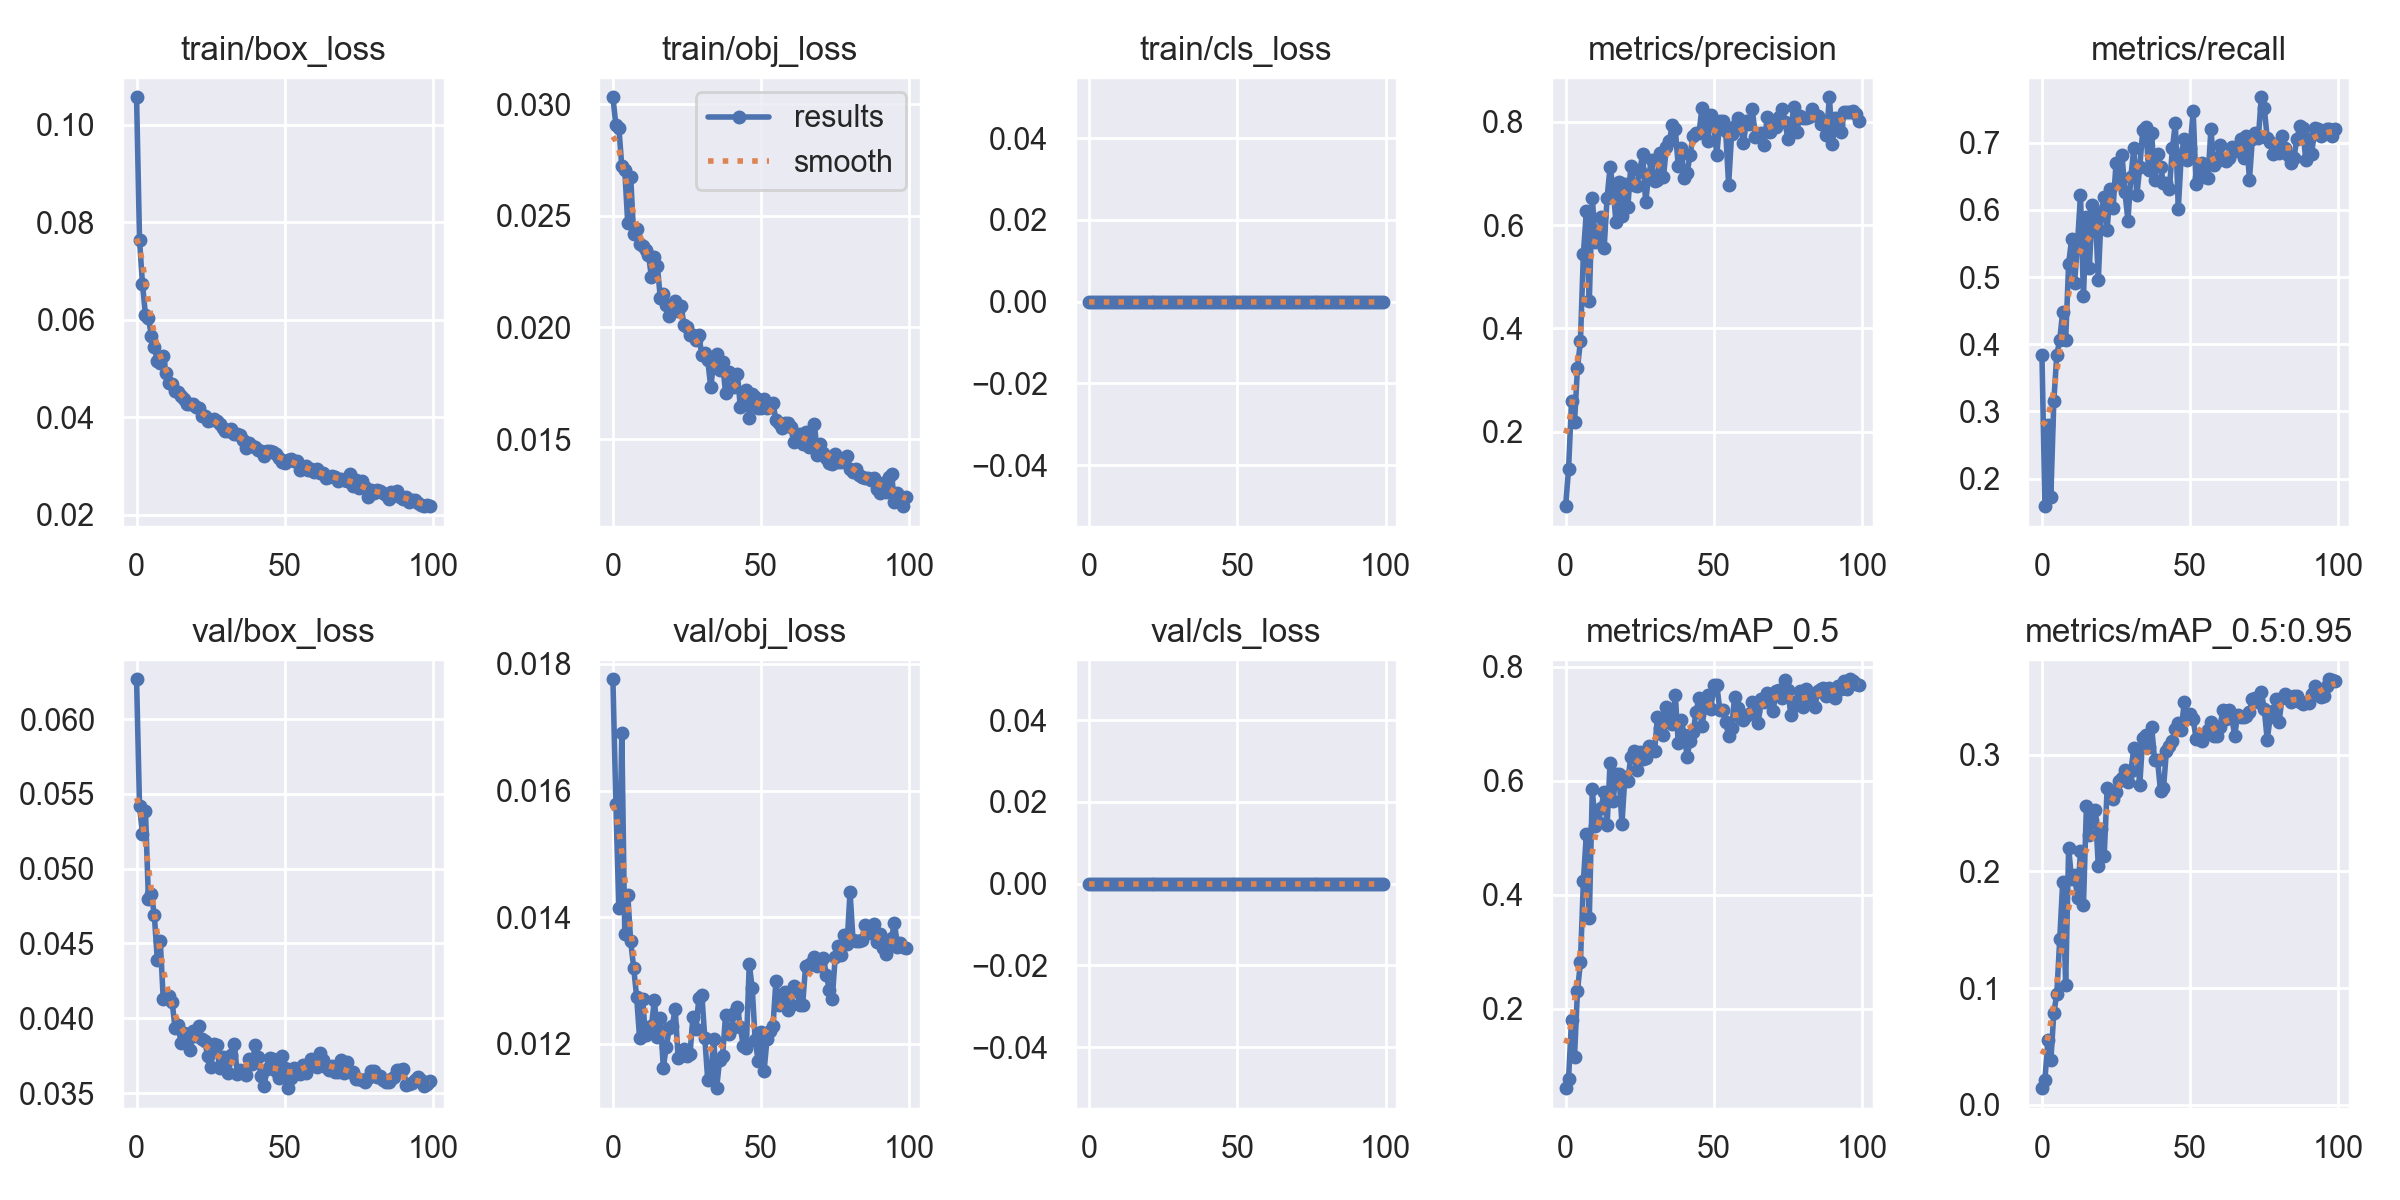 train/box_loss
0.10
0.08
0.06
0.04
0.02
0 50 100
train/obj_loss
results
smooth
0.030
0.025
0.020
0.015
0 50 100
train/cls_loss
0.04
0.02
0.00
−0.02
−0.04
0 50 100
metrics/precision
0.8
0.6
0.4
0.2
0 50 100
metrics/recall
0.7
0.6
0.5
0.4
0.3
0.2
0 50 100
val/box_loss
0.060
0.055
0.050
0.045
0.040
0.035
0 50 100
val/obj_loss
0.018
0.016
0.014
0.012
0 50 100
val/cls_loss
0.04
0.02
0.00
−0.02
−0.04
0 50 100
metrics/mAP_0.5
0.8
0.6
0.4
0.2
0 50 100
metrics/mAP_0.5:0.95
0.3
0.2
0.1
0.0
0 50 100